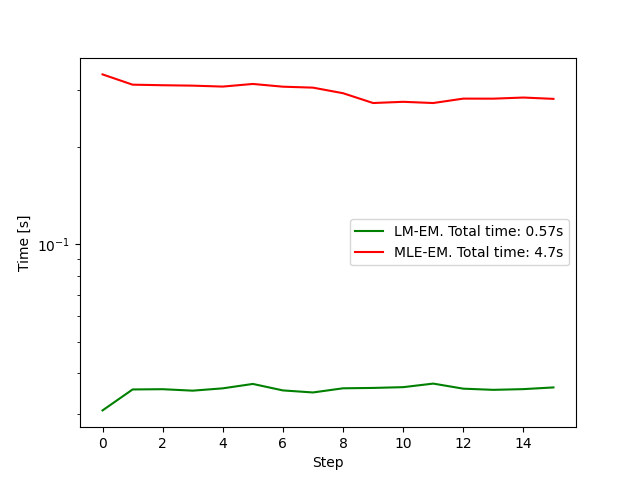 Time [s]
10⁻¹
LM-EM. Total time: 0.57s
MLE-EM. Total time: 4.7s
0 2 4 6 8 10 12 14
Step